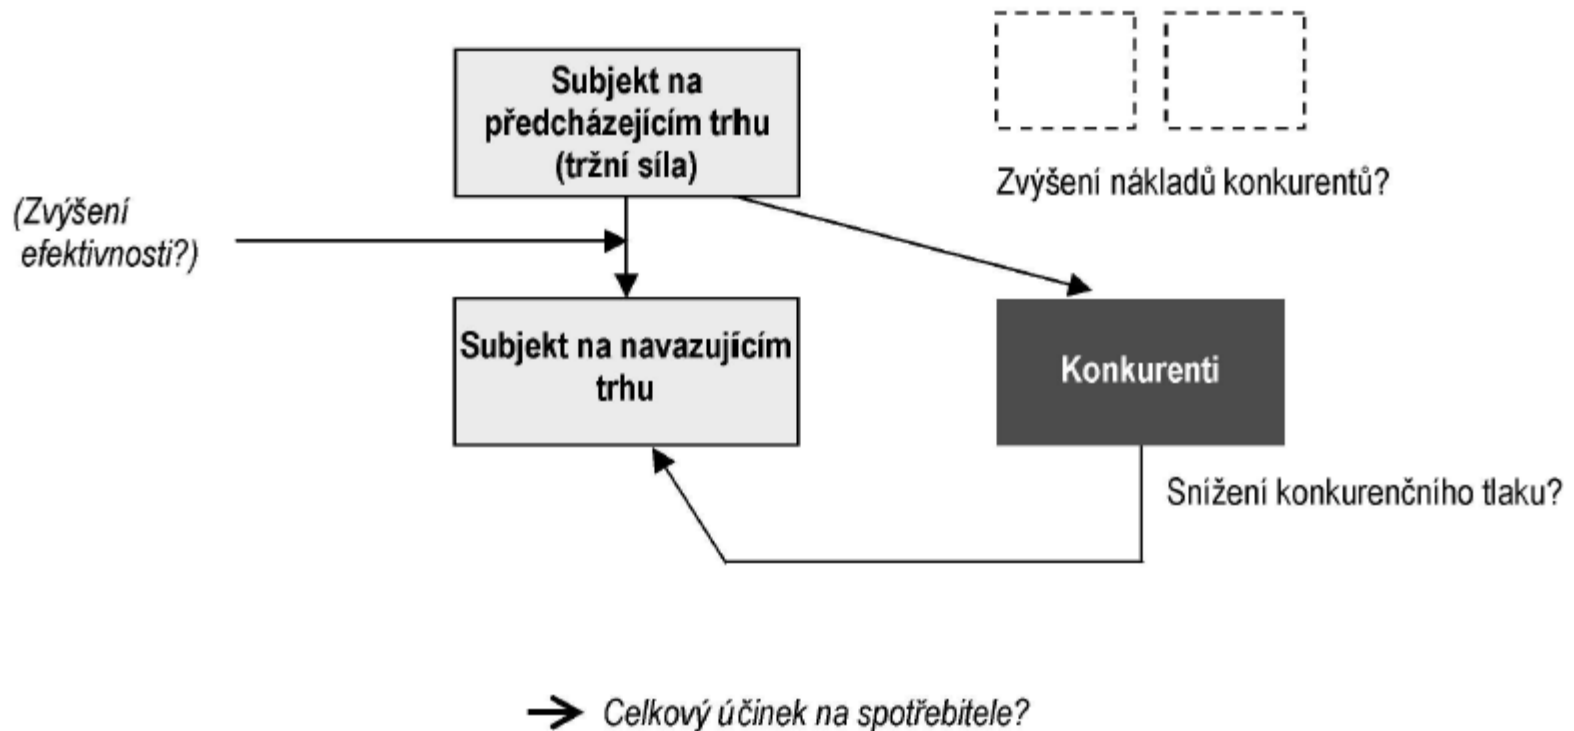 Subjekt na
předcházejícím trhu
(tržní síla)
Zvýšení nákladů konkurentů?
(Zvýšení
efektivnosti?)
Subjekt na navazujícím
trhu
Konkurenti
Snížení konkurenčního tlaku?
Celkový účinek na spotřebitele?